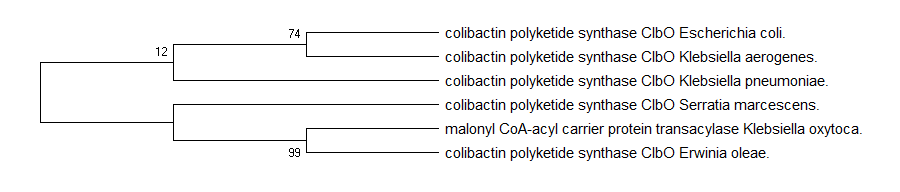 74
colibactin polyketide synthase ClbO Escherichia coli.
12
colibactin polyketide synthase ClbO Klebsiella aerogenes.
colibactin polyketide synthase ClbO Klebsiella pneumoniae.
colibactin polyketide synthase ClbO Serratia marcescens.
malonyl CoA-acyl carrier protein transacylase Klebsiella oxytoca.
99
colibactin polyketide synthase ClbO Erwinia oleae.